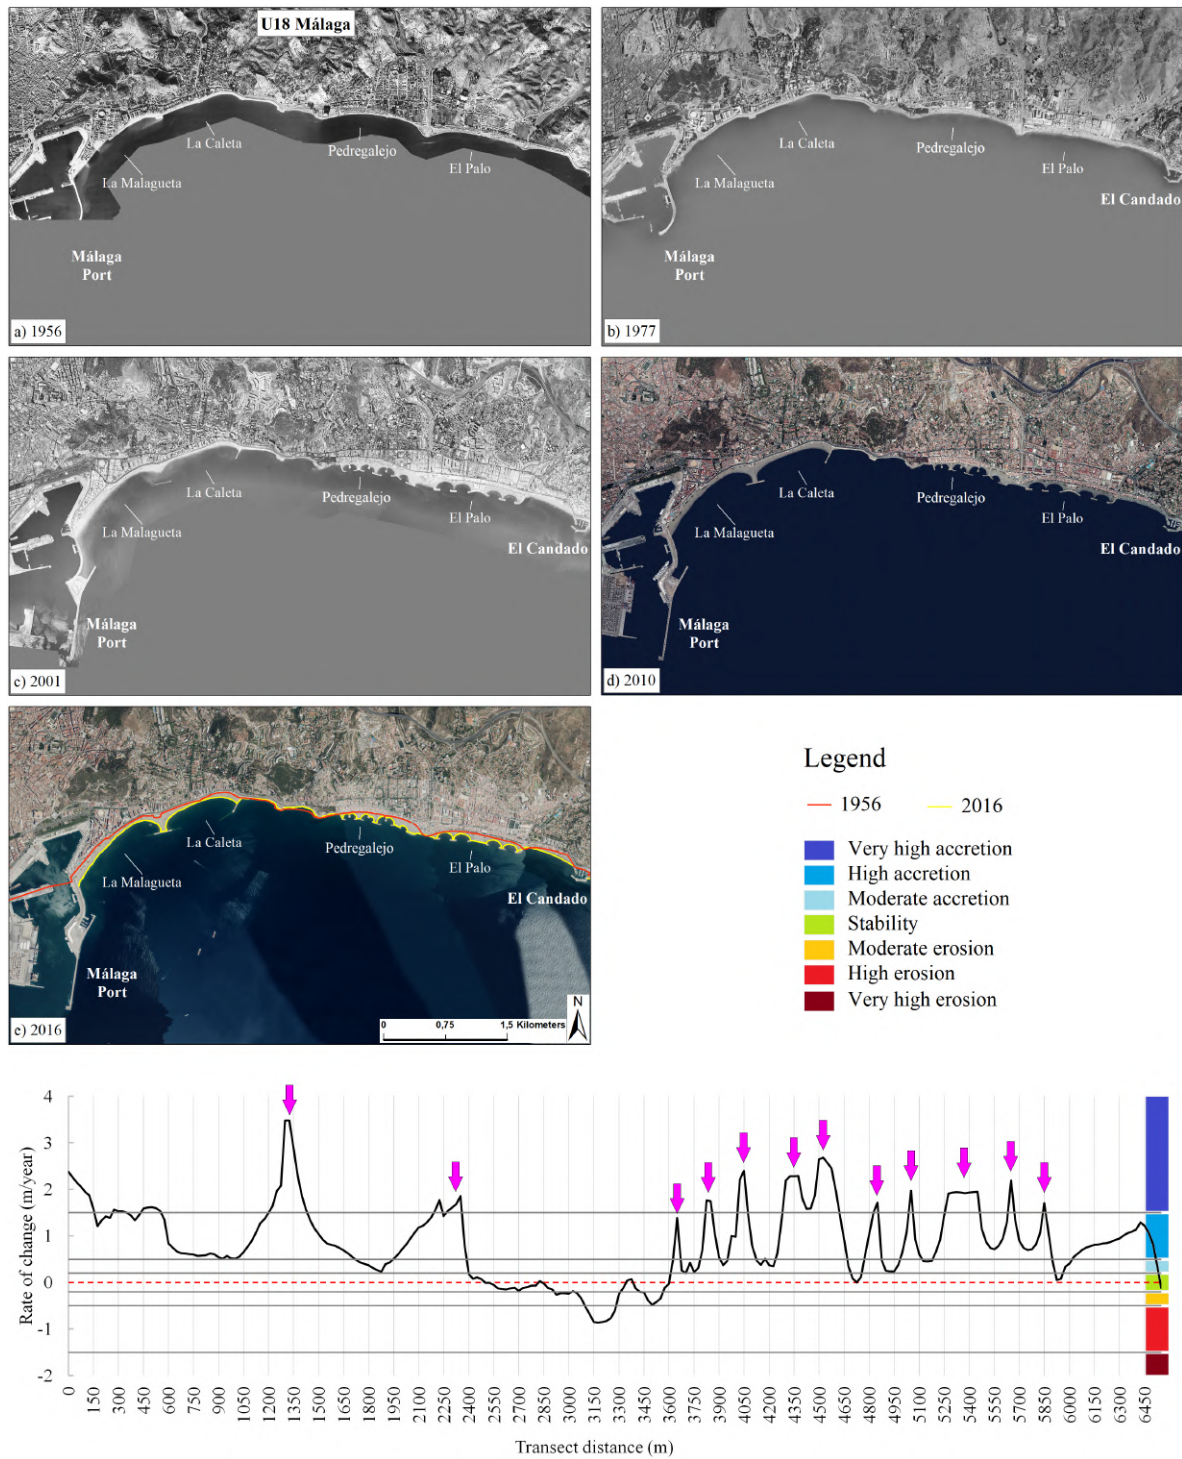 U18 Málaga
La Caleta
Pedregalejo
El Palo
La Malagueta
Málaga
Port
a) 1956
La Caleta
Pedregalejo
El Palo
La Malagueta
El Candado
Málaga
Port
b) 1977
La Caleta
Pedregalejo
El Palo
La Malagueta
El Candado
Málaga
Port
c) 2001
La Caleta
Pedregalejo
El Palo
La Malagueta
El Candado
Málaga
Port
d) 2010
La Caleta
Pedregalejo
El Palo
La Malagueta
El Candado
Málaga
Port
N
0 0,75 1,5 Kilometers
e) 2016
Legend
1956 2016
Very high accretion
High accretion
Moderate accretion
Stability
Moderate erosion
High erosion
Very high erosion
Rate of change (m/year)
4
3
2
1
0
-1
-2
0 150 300 450 600 750 900 1050 1200 1350 1500 1650 1800 1950 2100 2250 2400 2550 2700 2850 3000 3150 3300 3450 3600 3750 3900 4050 4200 4350 4500 4650 4800 4950 5100 5250 5400 5550 5700 5850 6000 6150 6300 6450
Transect distance (m)